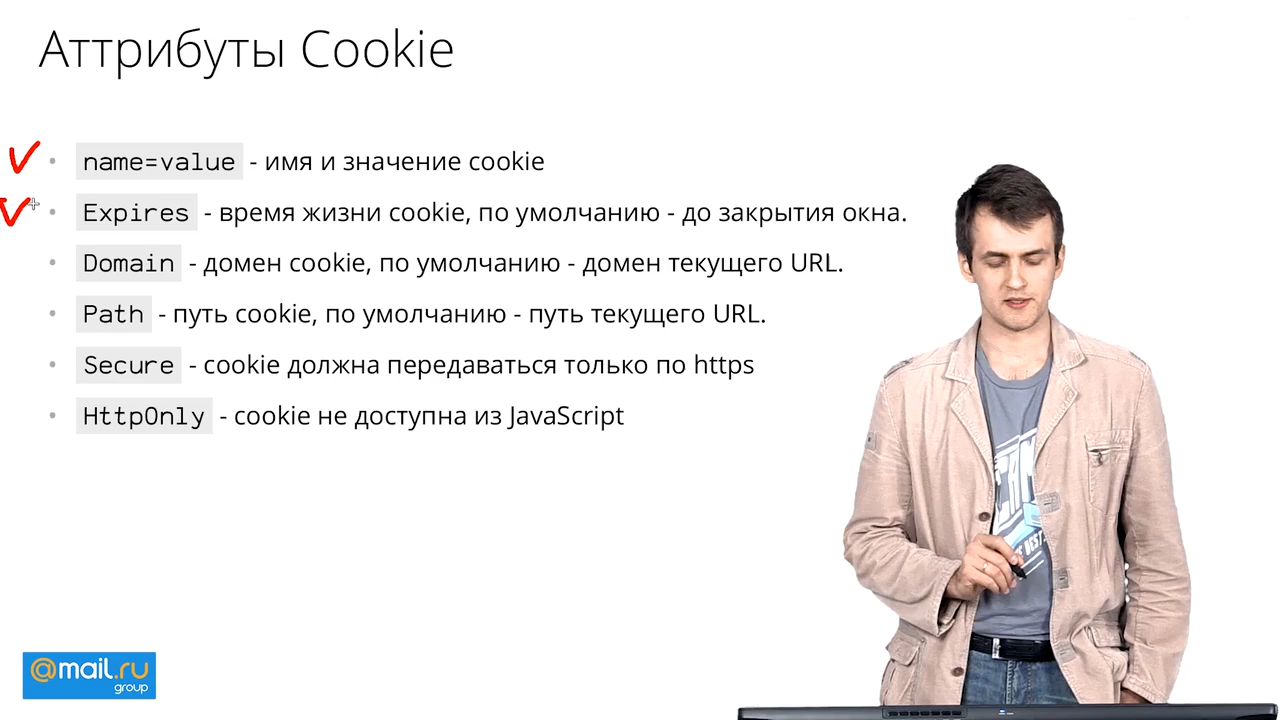 Аттрибуты Cookie
name=value - имя и значение cookie
Expires - время жизни cookie, по умолчанию - до закрытия окна.
Domain - домен cookie, по умолчанию - домен текущего URL.
Path - путь cookie, по умолчанию - путь текущего URL.
Secure - cookie должна передаваться только по https
HttpOnly - cookie не доступна из JavaScript
@mail.ru
group